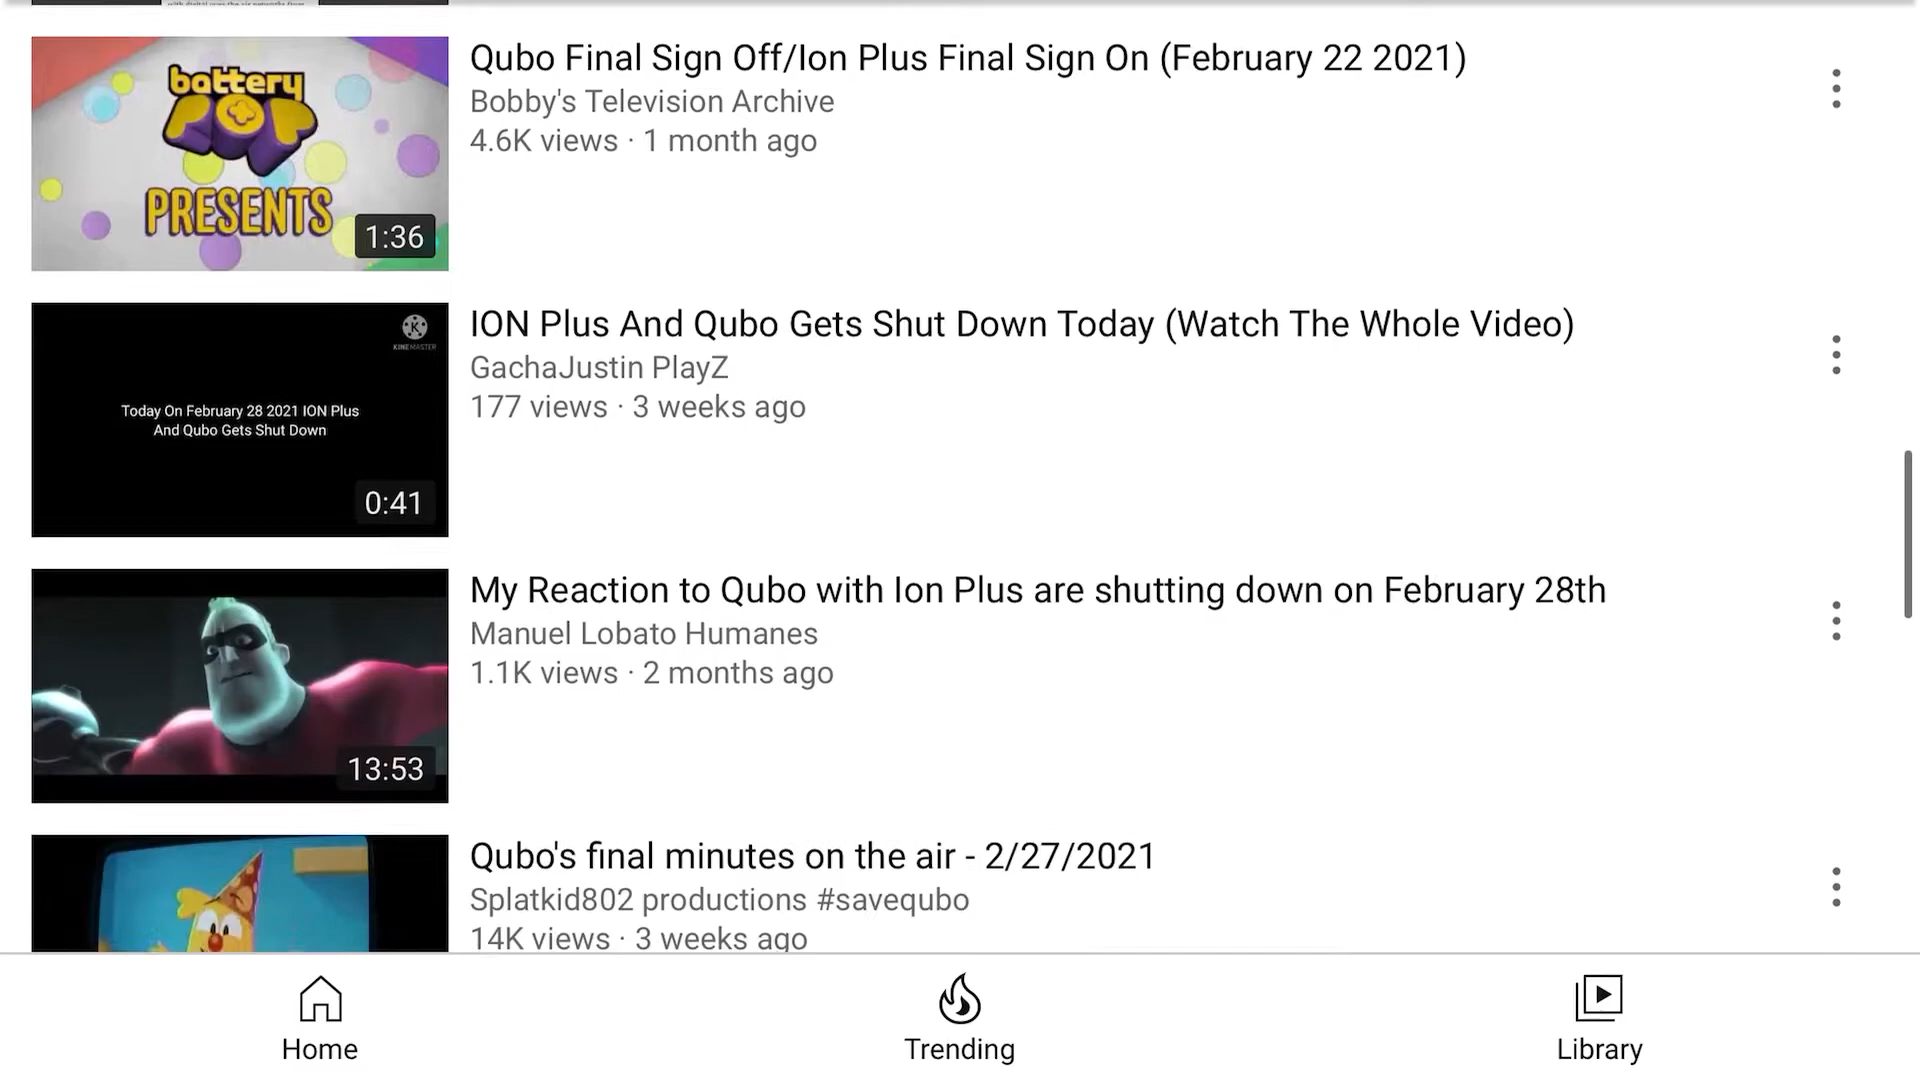 battery
POP
PRESENTS
1:36
Qubo Final Sign Off/Ion Plus Final Sign On (February 22 2021)
Bobby's Television Archive
4.6K views · 1 month ago
KINEMASTER
Today On February 28 2021 ION Plus
And Qubo Gets Shut Down
0:41
ION Plus And Qubo Gets Shut Down Today (Watch The Whole Video)
GachaJustin PlayZ
177 views · 3 weeks ago
13:53
My Reaction to Qubo with Ion Plus are shutting down on February 28th
Manuel Lobato Humanes
1.1K views · 2 months ago
Qubo's final minutes on the air - 2/27/2021
Splatkid802 productions #savequbo
14K views · 3 weeks ago
Home
Trending
Library